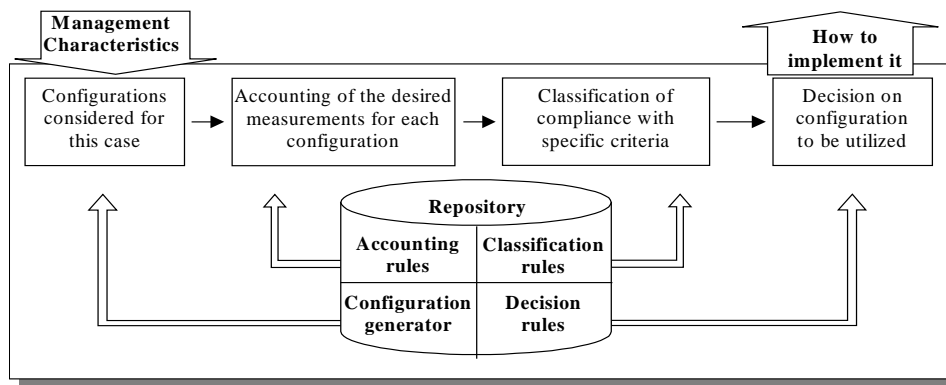 Management
Characteristics
How to
implement it
Configurations
considered for
this case
Accounting of the desired
measurements for each
configuration
Classification of
compliance with
specific criteria
Decision on
configuration
to be utilized
Repository
Accounting
rules
Classification
rules
Configuration
generator
Decision
rules